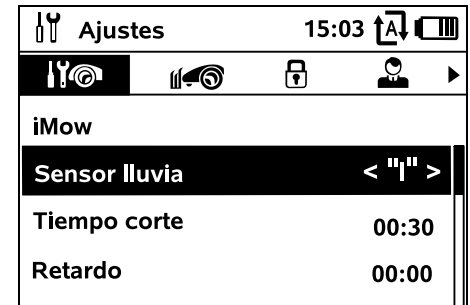 Ajustes 15:03 A
iMow
Sensor lluvia < "I" >
Tiempo corte 00:30
Retardo 00:00